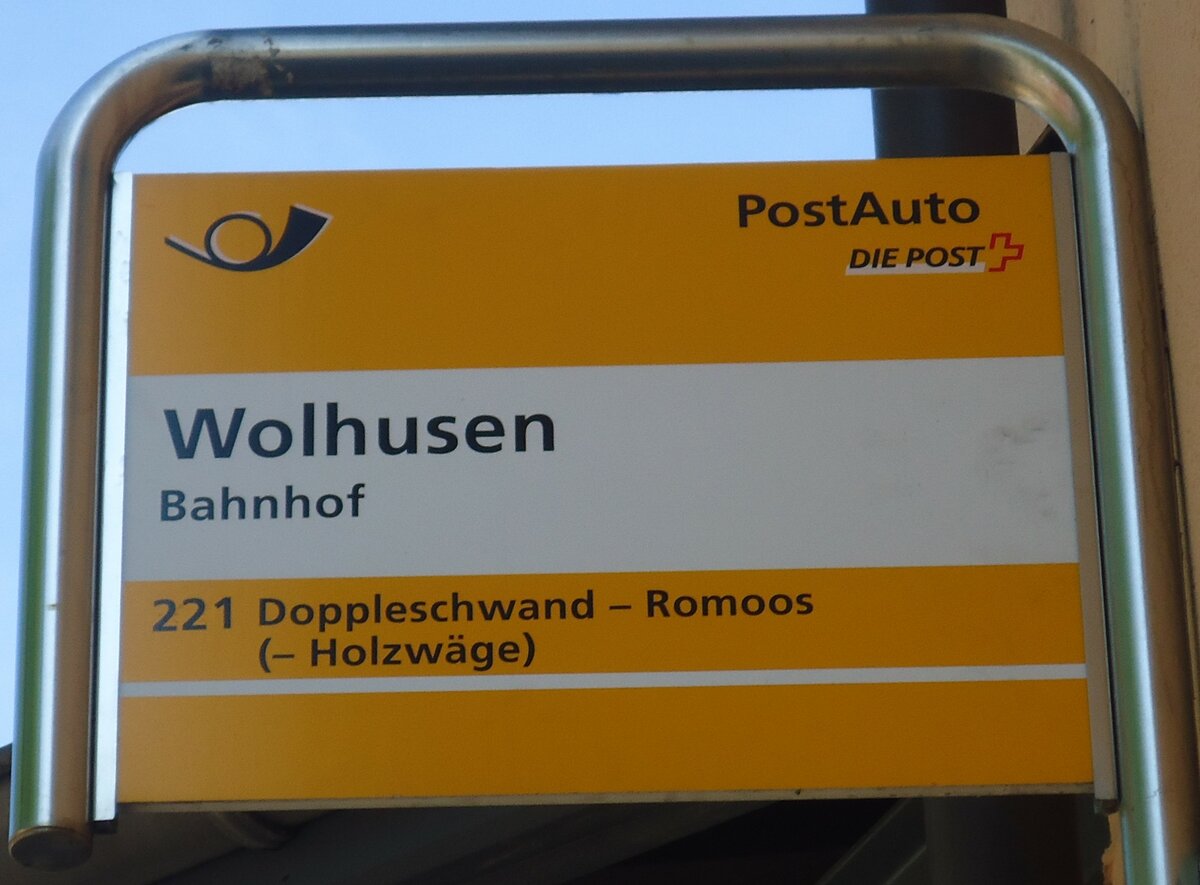 PostAuto
DIE POST
Wolhusen
Bahnhof
221 Doppleschwand – Romoos
(– Holzwäge)